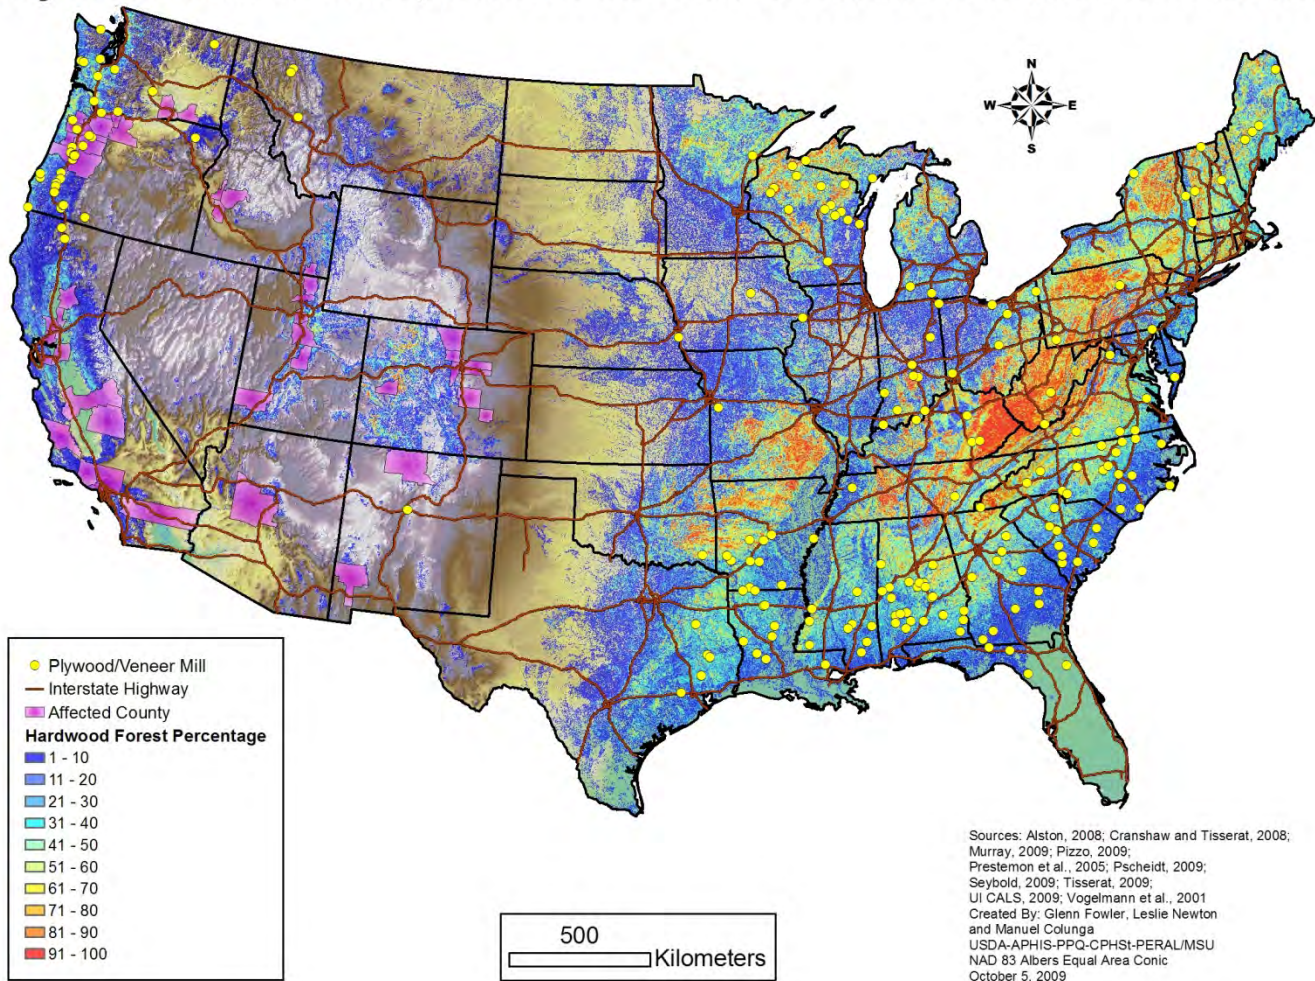 N
W E
S
Plywood/Veneer Mill
Interstate Highway
Affected County
Hardwood Forest Percentage
1 - 10
11 - 20
21 - 30
31 - 40
41 - 50
51 - 60
61 - 70
71 - 80
81 - 90
91 - 100
500
Kilometers
Sources: Alston, 2008; Cranshaw and Tisserat, 2008;
Murray, 2009; Pizzo, 2009;
Prestemon et al., 2005; Pscheidt, 2009;
Seybold, 2009; Tisserat, 2009;
UI CALS, 2009; Vogelmann et al., 2001
Created By: Glenn Fowler, Leslie Newton
and Manuel Colunga
USDA-APHIS-PPQ-CPHSt-PERAL/MSU
NAD 83 Albers Equal Area Conic
October 5, 2009